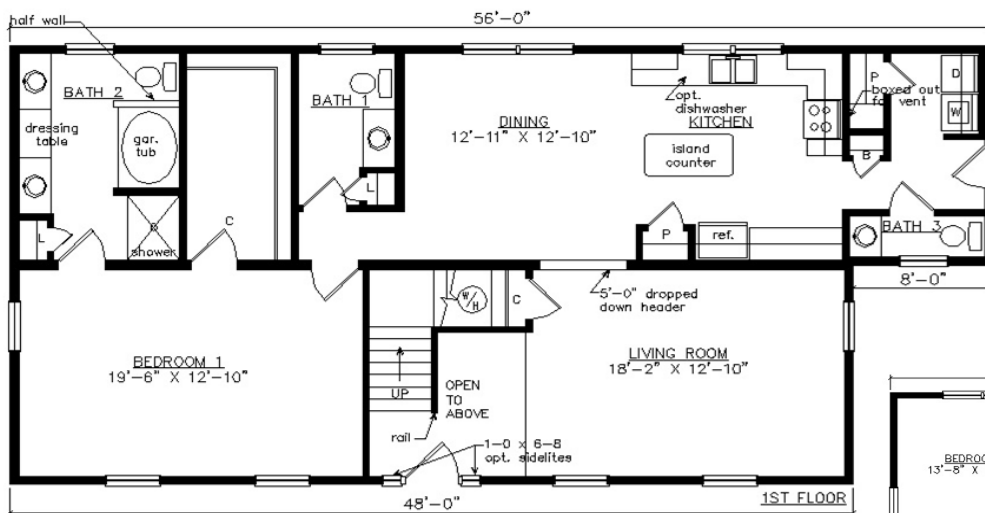 half wall
56'-0"
BATH 2
dressing
table
gar.
tub
BATH 1
DINING
12'-11" X 12'-10"
opt.
dishwasher
KITCHEN
island
counter
P
boxed out
for vent
D
W
B
L
shower
C
L
P
ref.
BATH 3
8'-0"
5'-0" dropped
down header
W/H
C
BEDROOM 1
19'-6" X 12'-10"
UP
OPEN
TO
ABOVE
rail
1-0 x 6-8
opt. sidelites
LIVING ROOM
18'-2" X 12'-10"
BEDROO
13'-8" X
48'-0"
1ST FLOOR